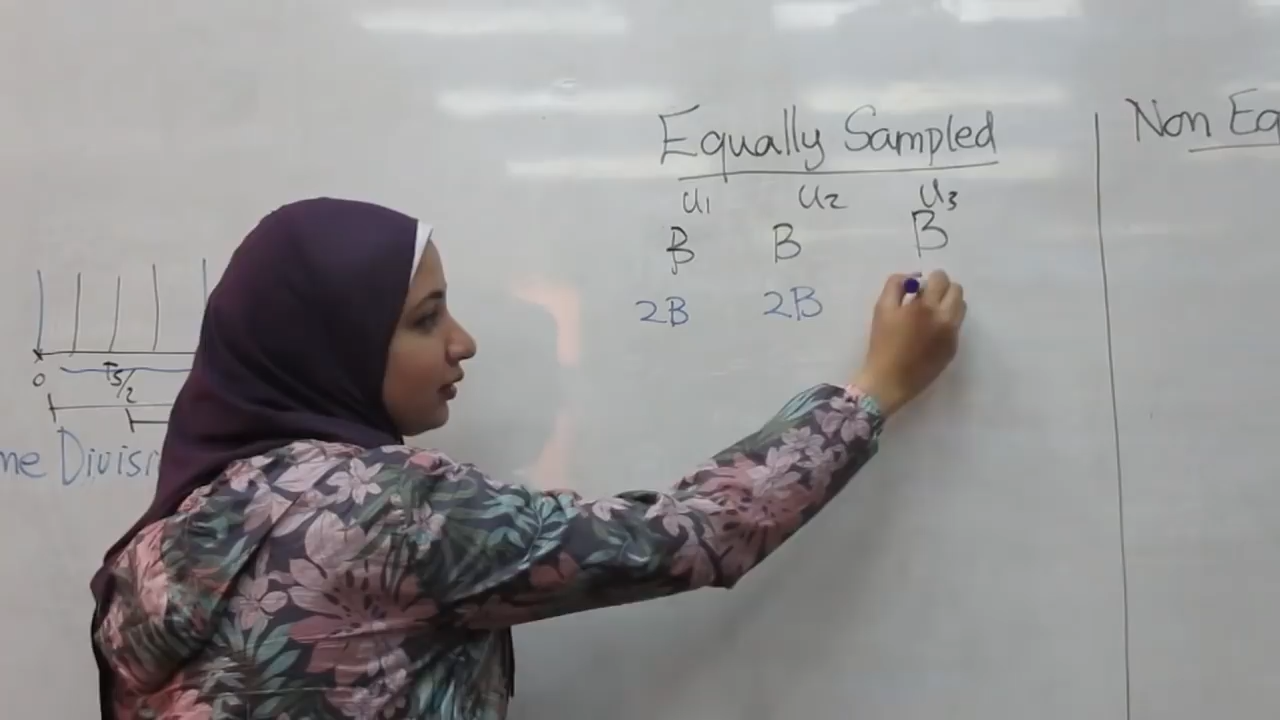 Equally Sampled
Non Eq
u1 u2 u3
B B B
2B 2B
0
Ts/2
me Divisi